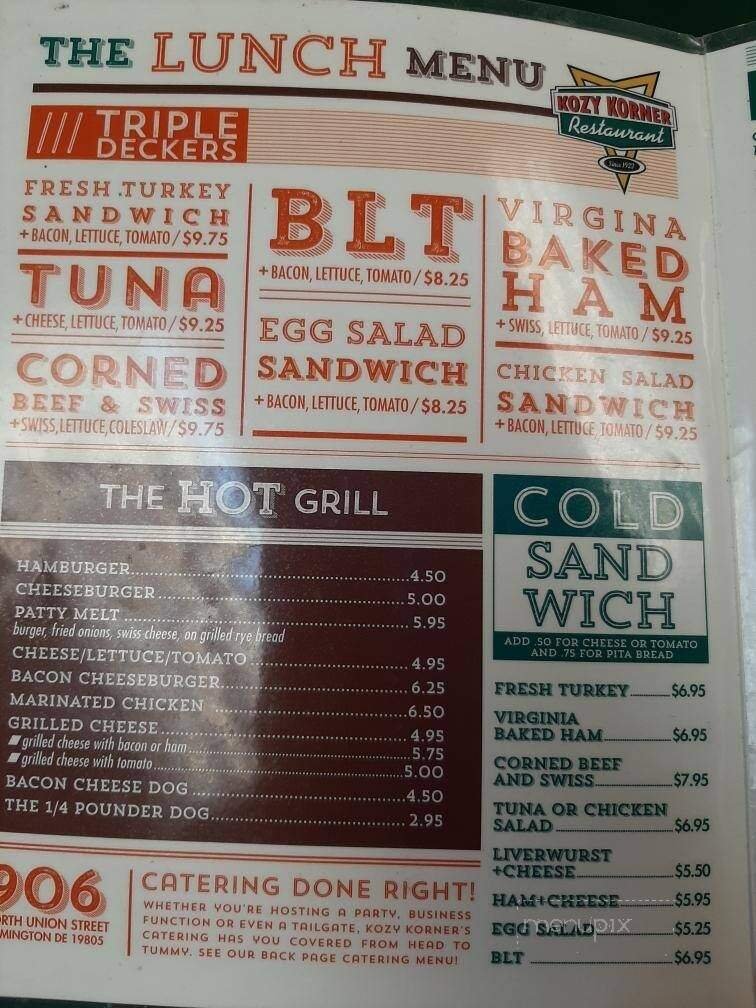 THE LUNCH MENU
KOZY KORNER
Restaurant
Since 1923
/// TRIPLE
DECKERS
FRESH TURKEY
SANDWICH
+ BACON, LETTUCE, TOMATO / $9.75
TUNA
+ CHEESE, LETTUCE, TOMATO / $9.25
CORNED
BEEF & SWISS
+ SWISS, LETTUCE, COLESLAW / $9.75
BLT
+ BACON, LETTUCE, TOMATO / $8.25
EGG SALAD
SANDWICH
+ BACON, LETTUCE, TOMATO / $8.25
VIRGINA
BAKED
HAM
+ SWISS, LETTUCE, TOMATO / $9.25
CHICKEN SALAD
SANDWICH
+ BACON, LETTUCE, TOMATO / $9.25
THE HOT GRILL
HAMBURGER 4.50
CHEESEBURGER 5.00
PATTY MELT 5.95
burger, fried onions, swiss cheese, on grilled rye bread
CHEESE/LETTUCE/TOMATO 4.95
BACON CHEESEBURGER 6.25
MARINATED CHICKEN 6.50
GRILLED CHEESE 4.95
■ grilled cheese with bacon or ham 5.75
■ grilled cheese with tomato 5.00
BACON CHEESE DOG 4.50
THE 1/4 POUNDER DOG 2.95
COLD
SAND
WICH
ADD .50 FOR CHEESE OR TOMATO
AND .75 FOR PITA BREAD
FRESH TURKEY $6.95
VIRGINIA
BAKED HAM $6.95
CORNED BEEF
AND SWISS $7.95
TUNA OR CHICKEN
SALAD $6.95
LIVERWURST
+CHEESE $5.50
HAM+CHEESE $5.95
EGG SALAD $5.25
BLT $6.95
menupix
906
RTH UNION STREET
MINGTON DE 19805
CATERING DONE RIGHT!
WHETHER YOU'RE HOSTING A PARTY, BUSINESS
FUNCTION OR EVEN A TAILGATE, KOZY KORNER'S
CATERING HAS YOU COVERED FROM HEAD TO
TUMMY. SEE OUR BACK PAGE CATERING MENU!